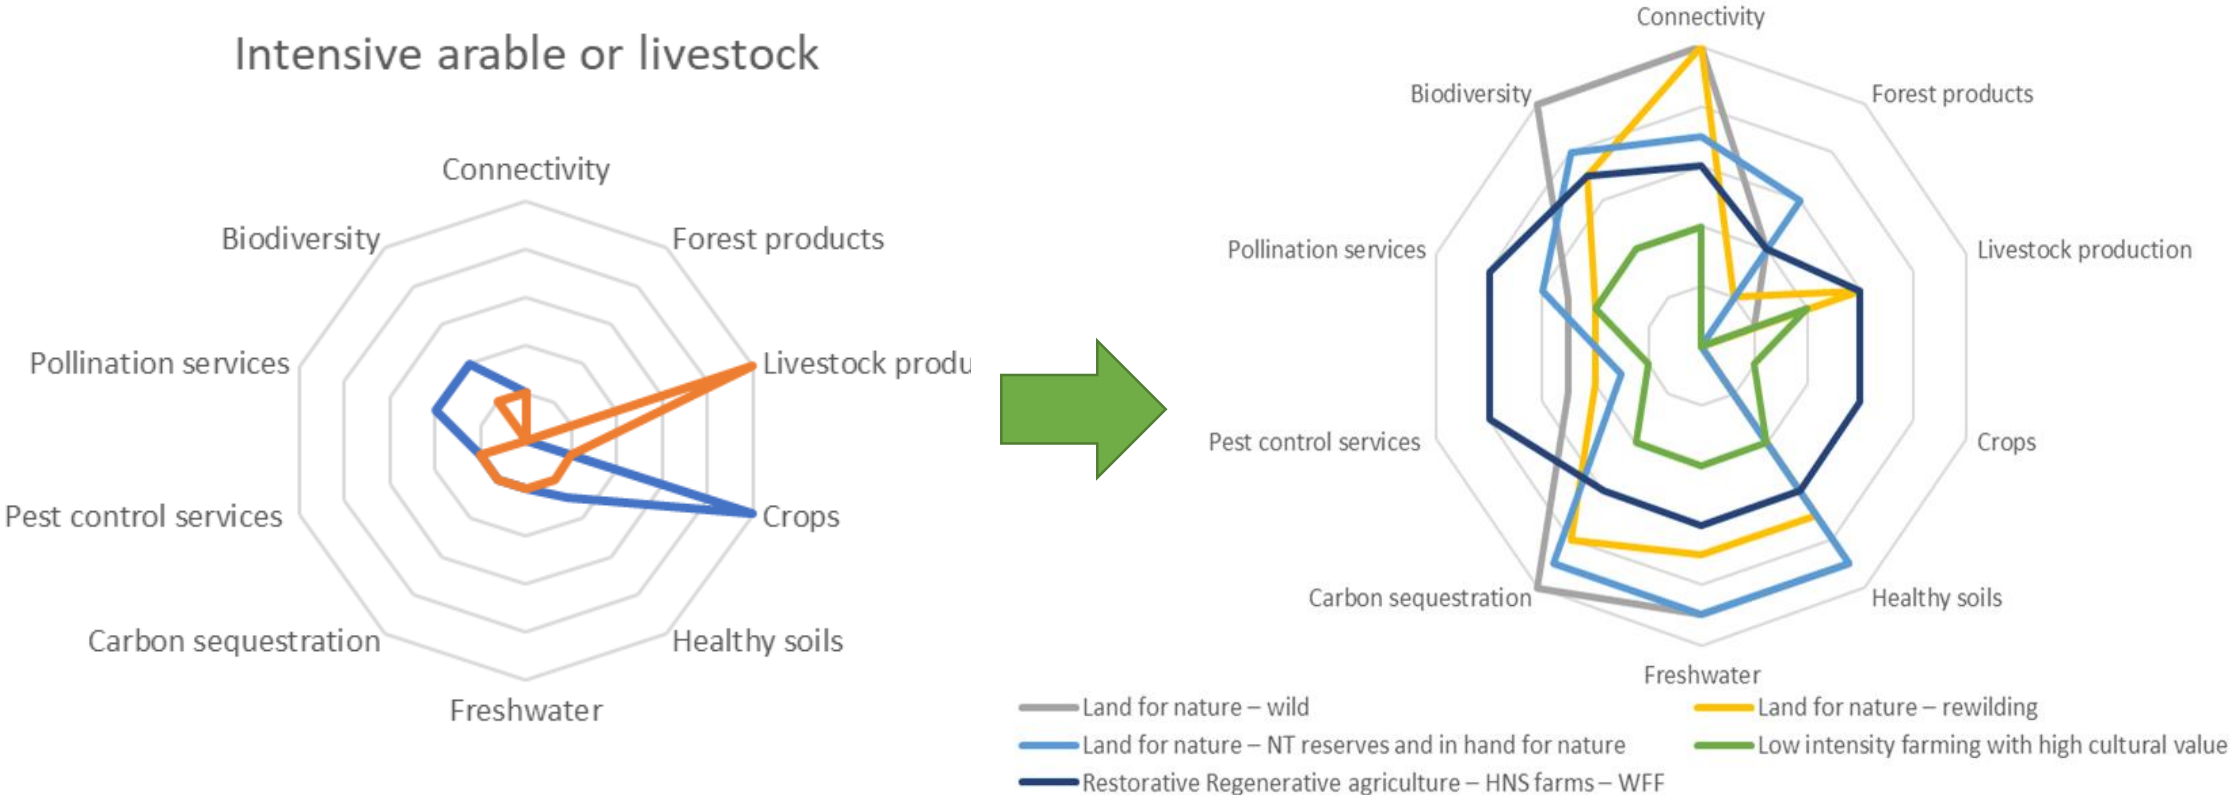 Intensive arable or livestock
Connectivity
Biodiversity
Forest products
Pollination services
Livestock produ
Pest control services
Crops
Carbon sequestration
Healthy soils
Freshwater
Connectivity
Biodiversity
Forest products
Pollination services
Livestock production
Pest control services
Crops
Carbon sequestration
Healthy soils
Freshwater
Land for nature – wild
Land for nature – rewilding
Land for nature – NT reserves and in hand for nature
Low intensity farming with high cultural value
Restorative Regenerative agriculture – HNS farms – WFF